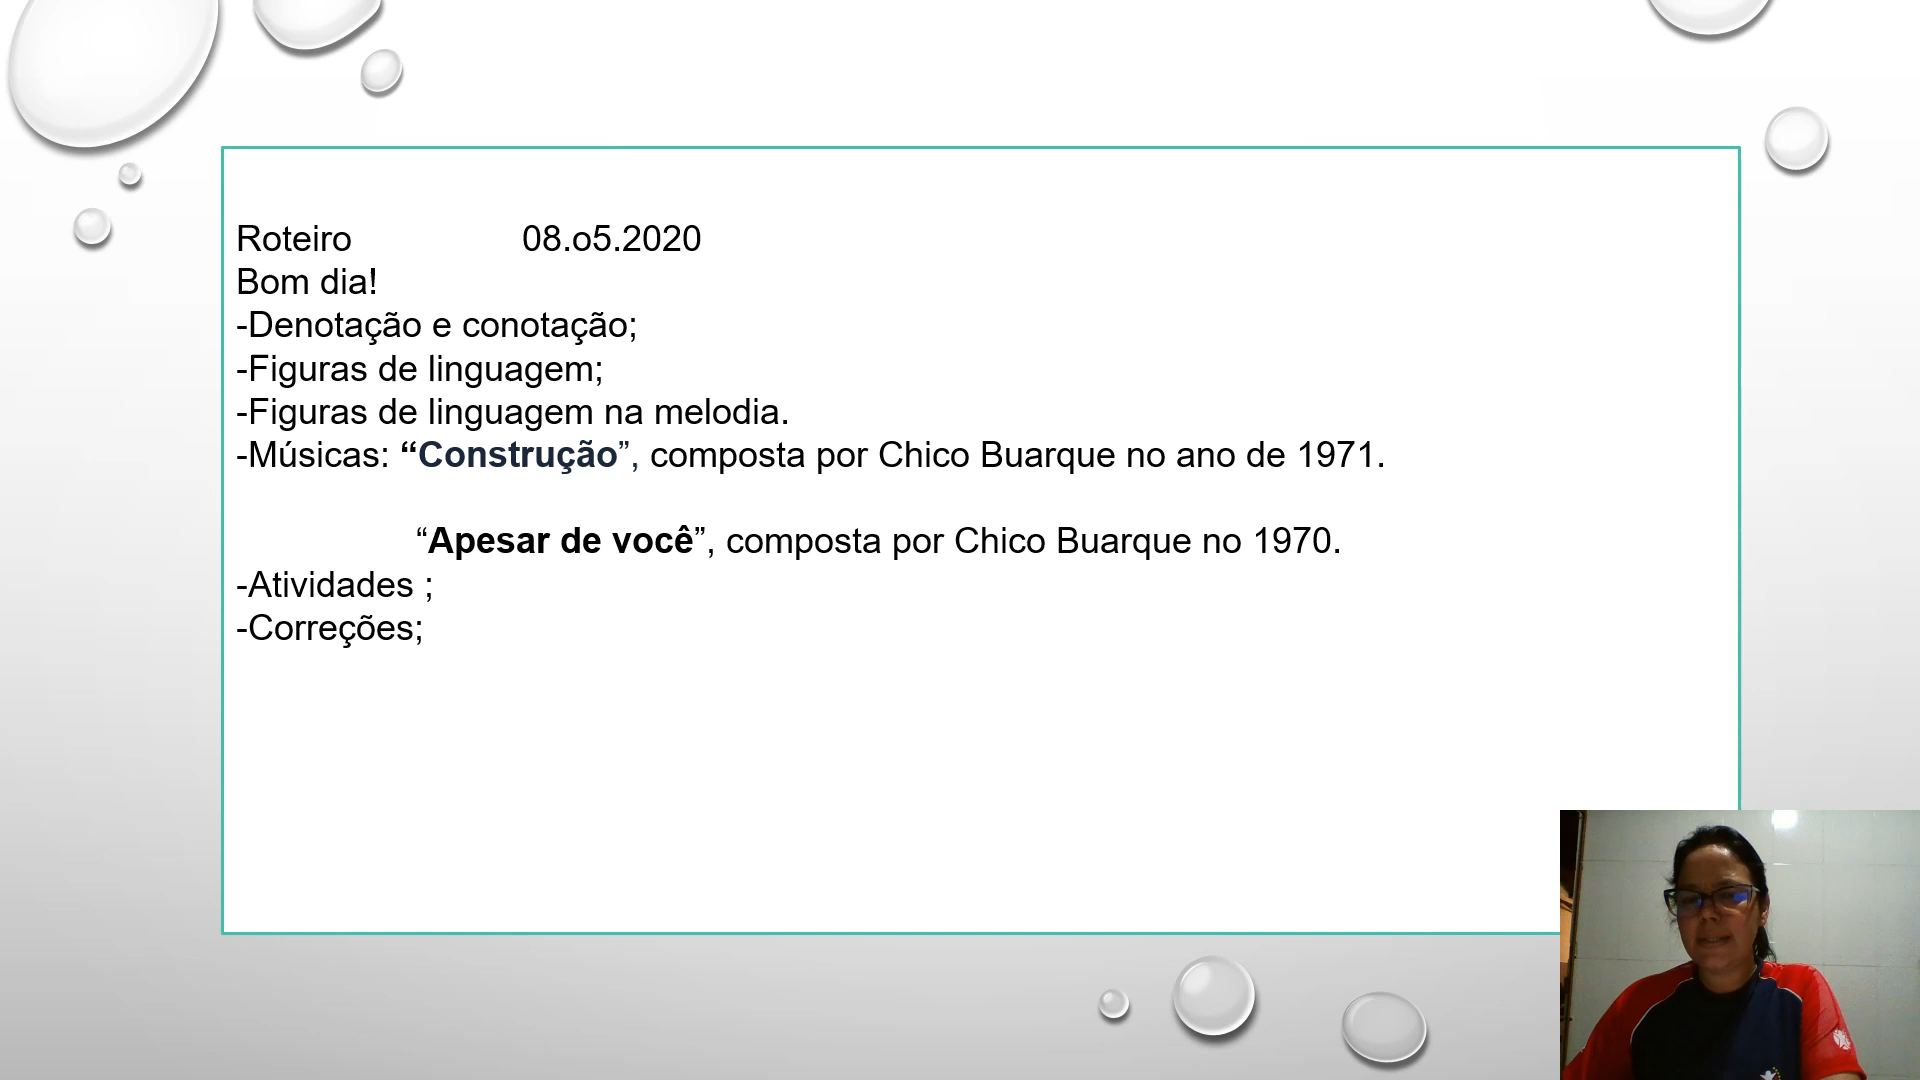 Roteiro 08.o5.2020
Bom dia!
-Denotação e conotação;
-Figuras de linguagem;
-Figuras de linguagem na melodia.
-Músicas: “Construção”, composta por Chico Buarque no ano de 1971.
“Apesar de você”, composta por Chico Buarque no 1970.
-Atividades ;
-Correções;